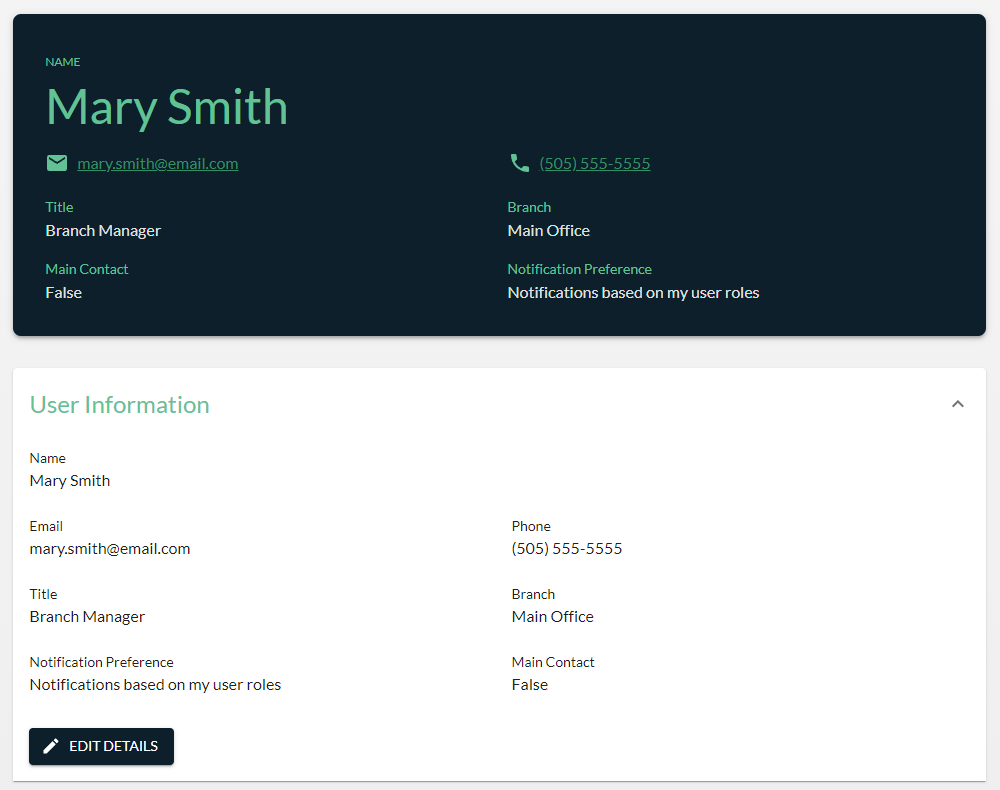 NAME
Mary Smith
mary.smith@email.com
(505) 555-5555
Title
Branch
Branch Manager
Main Office
Main Contact
Notification Preference
False
Notifications based on my user roles
User Information
Name
Mary Smith
Email
Phone
mary.smith@email.com
(505) 555-5555
Title
Branch
Branch Manager
Main Office
Notification Preference
Main Contact
Notifications based on my user roles
False
EDIT DETAILS